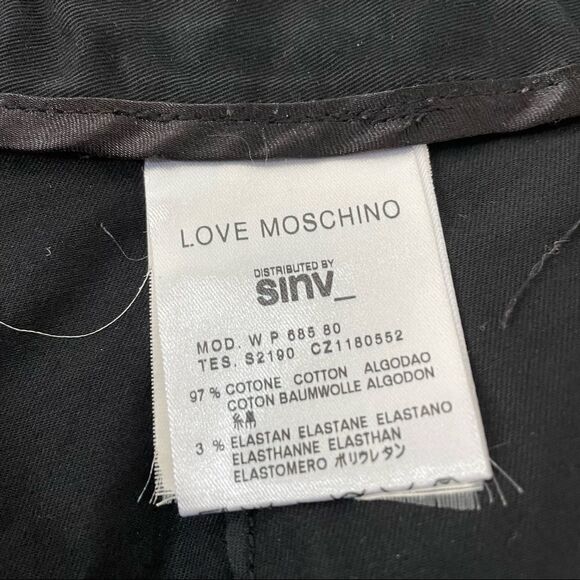 LOVE MOSCHINO
DISTRIBUTED BY
sinv_
MOD. W P 685 80
TES. S2190 CZ1180552
97 % COTONE COTTON ALGODAO
COTON BAUMWOLLE ALGODON
綿
3 % ELASTAN ELASTANE ELASTANO
ELASTHANNE ELASTHAN
ELASTOMERO ポリウレタン